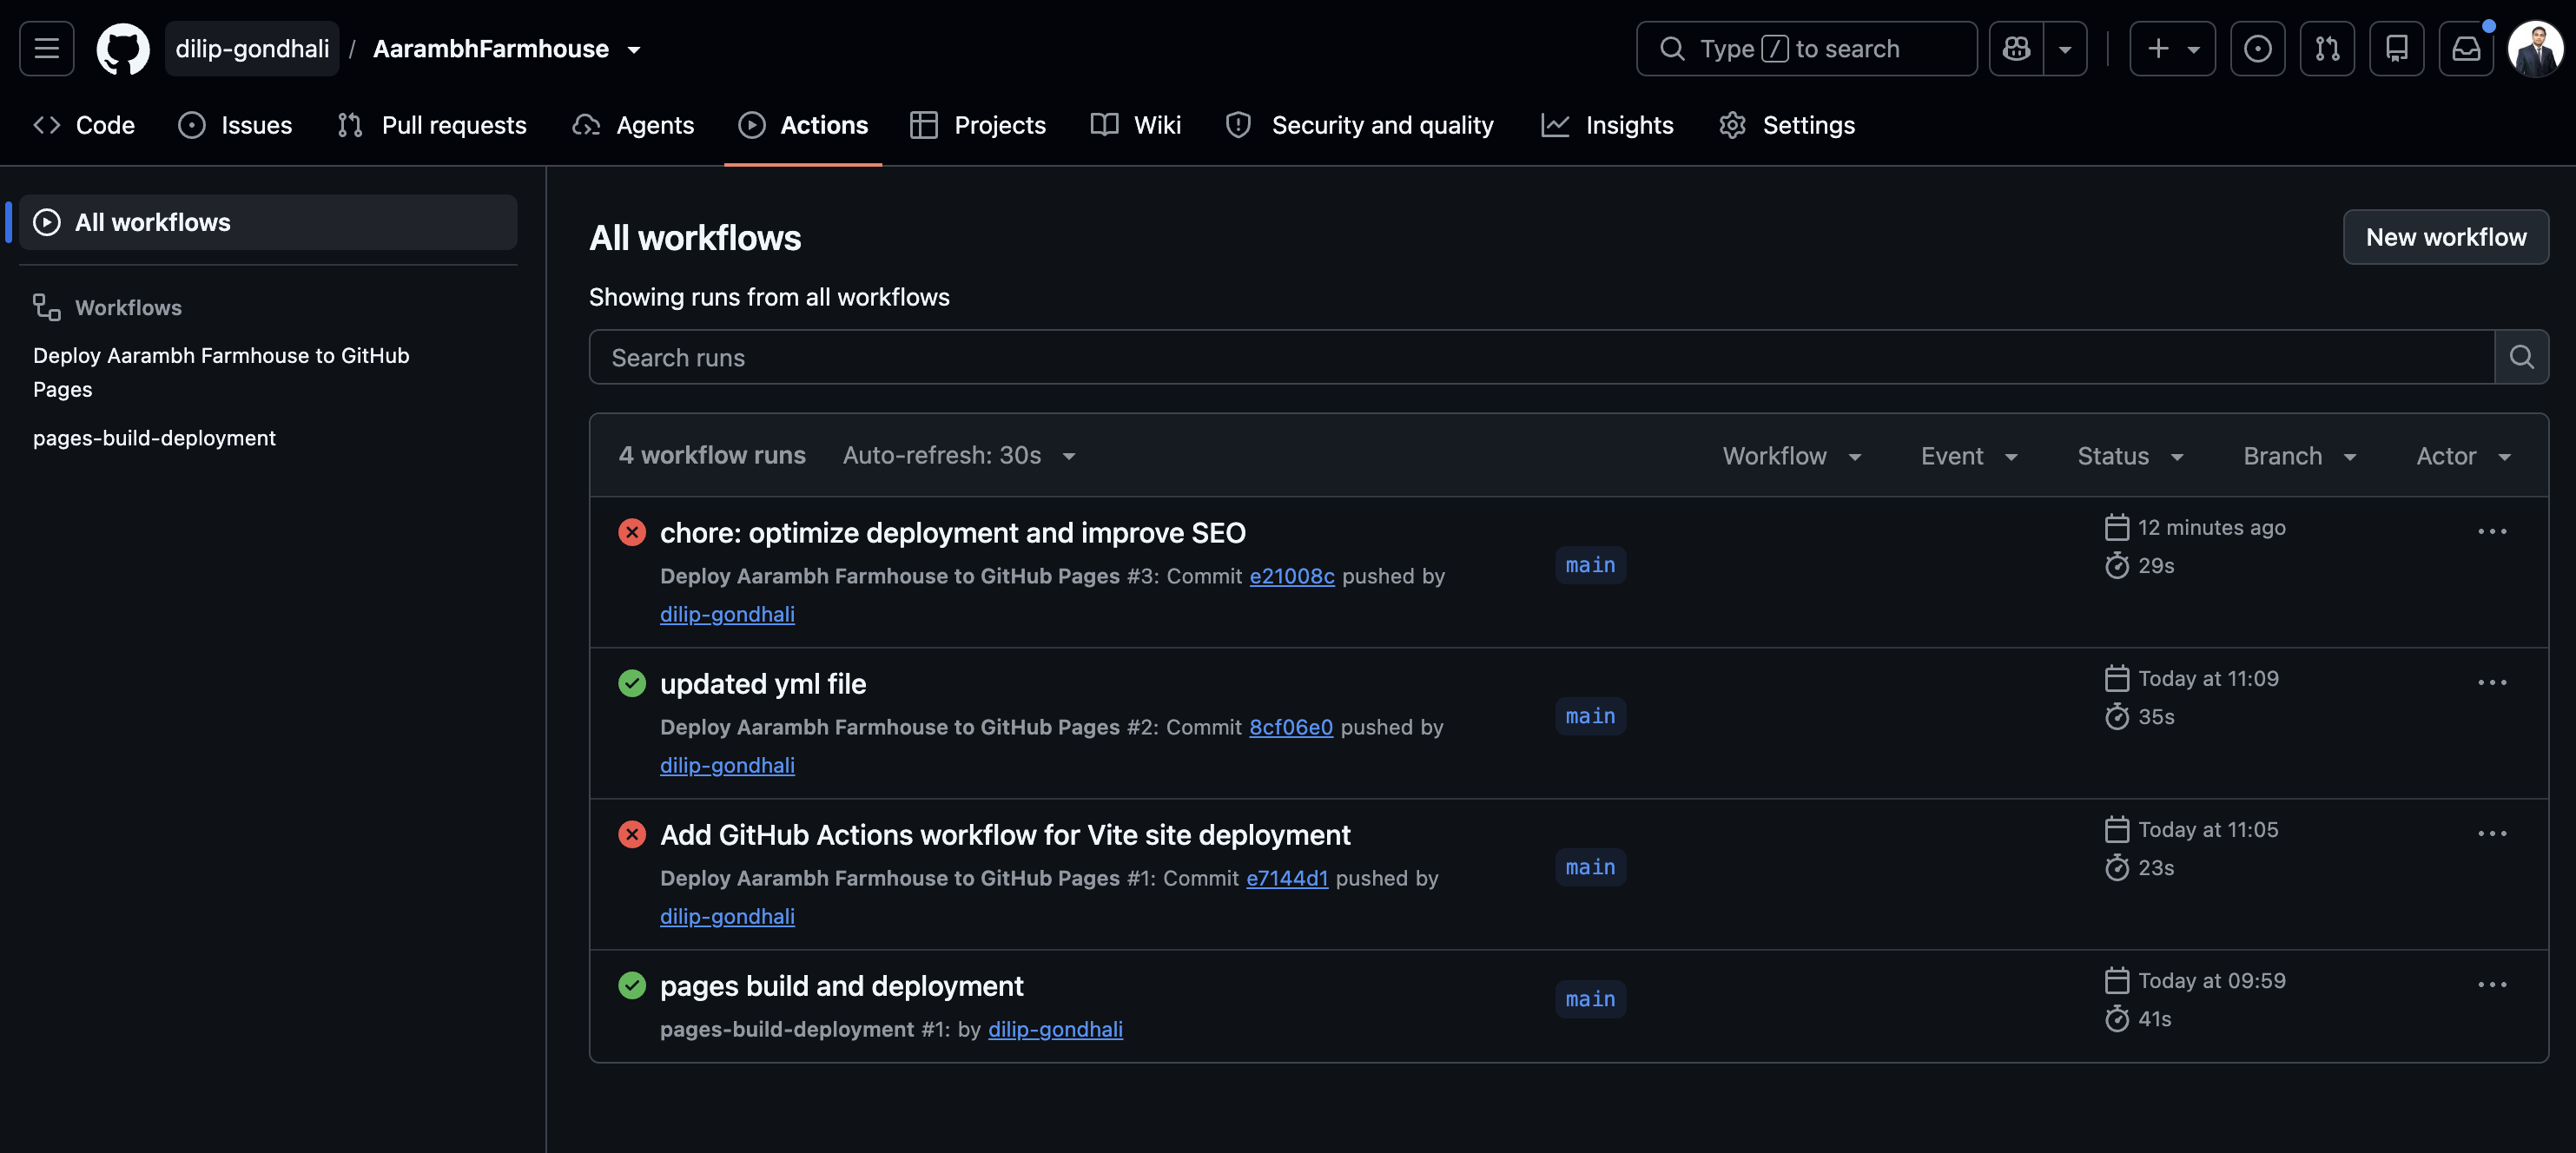 dilip-gondhali / AarambhFarmhouse
Type / to search
Code
Issues
Pull requests
Agents
Actions
Projects
Wiki
Security and quality
Insights
Settings
All workflows
Workflows
Deploy Aarambh Farmhouse to GitHub
Pages
pages-build-deployment
All workflows
New workflow
Showing runs from all workflows
Search runs
4 workflow runs
Auto-refresh: 30s
Workflow
Event
Status
Branch
Actor
chore: optimize deployment and improve SEO
Deploy Aarambh Farmhouse to GitHub Pages #3: Commit e21008c pushed by
dilip-gondhali
main
12 minutes ago
29s
updated yml file
Deploy Aarambh Farmhouse to GitHub Pages #2: Commit 8cf06e0 pushed by
dilip-gondhali
main
Today at 11:09
35s
Add GitHub Actions workflow for Vite site deployment
Deploy Aarambh Farmhouse to GitHub Pages #1: Commit e7144d1 pushed by
dilip-gondhali
main
Today at 11:05
23s
pages build and deployment
pages-build-deployment #1: by dilip-gondhali
main
Today at 09:59
41s